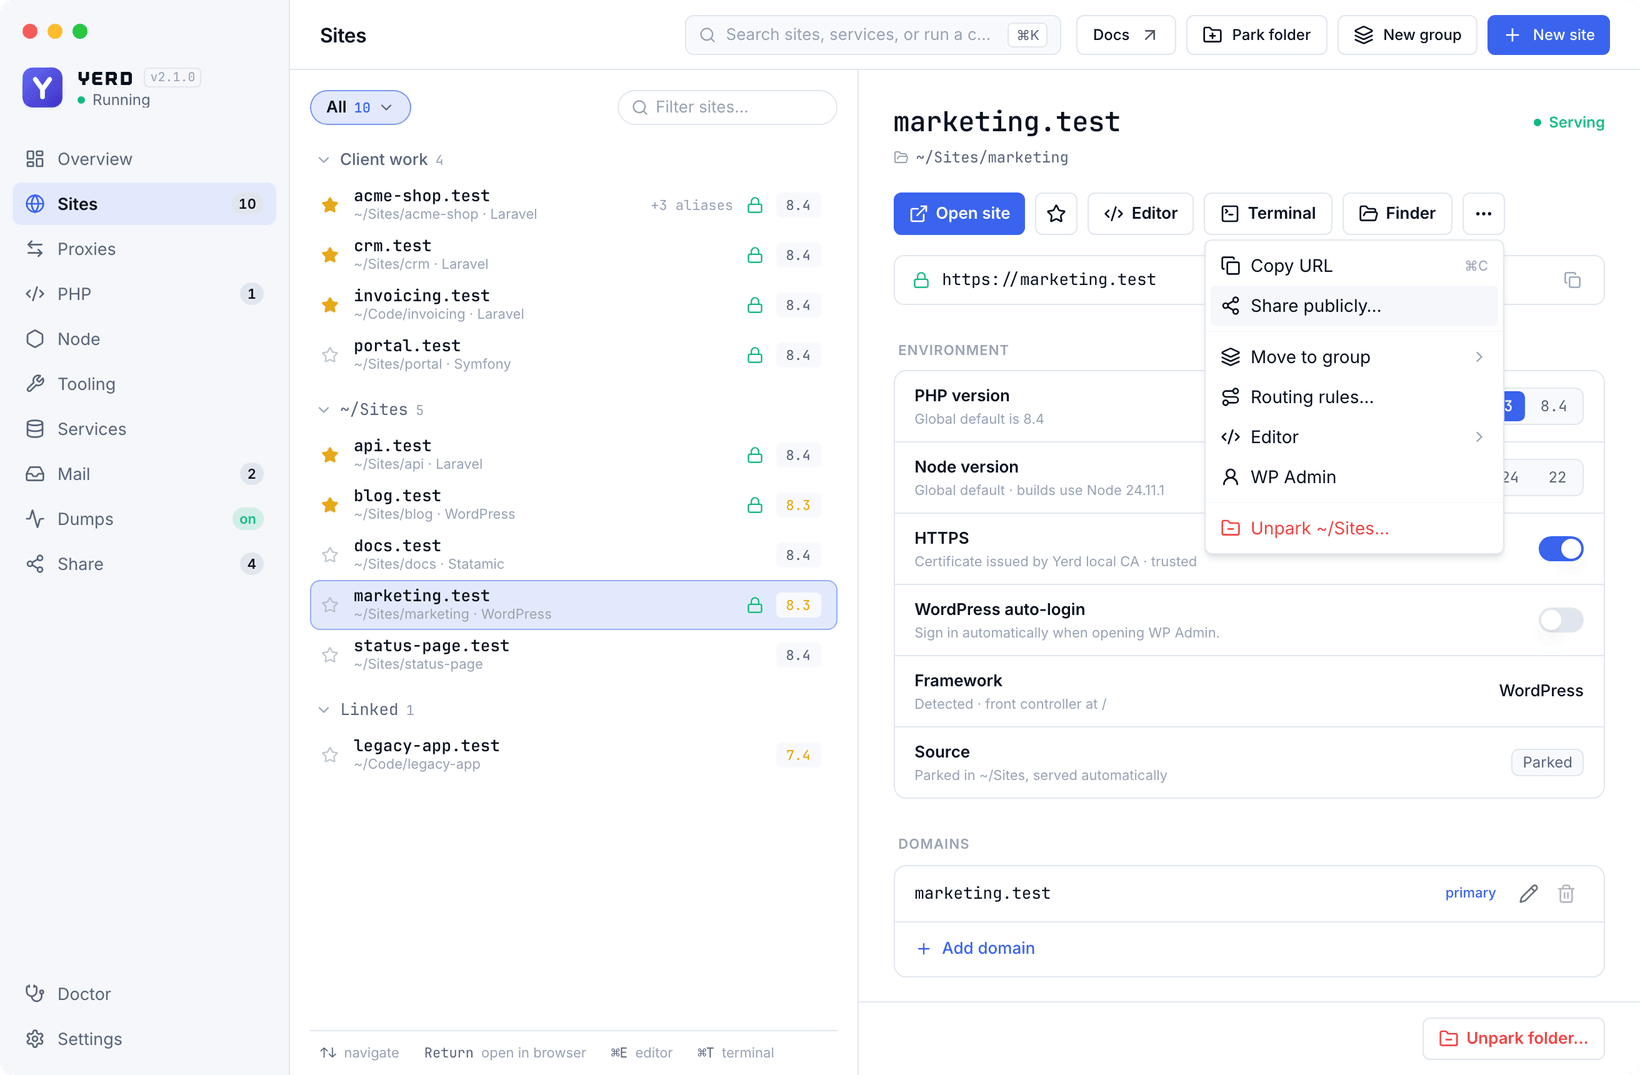 YERD v2.1.0
Running
Overview
Sites 10
Proxies
PHP 1
Node
Tooling
Services
Mail 2
Dumps on
Share 4
Doctor
Settings
Sites
Search sites, services, or run a c... ⌘K
Docs
Park folder
New group
New site
All 10
Filter sites...
Client work 4
acme-shop.test
~/Sites/acme-shop · Laravel
+3 aliases 8.4
crm.test
~/Sites/crm · Laravel
8.4
invoicing.test
~/Code/invoicing · Laravel
8.4
portal.test
~/Sites/portal · Symfony
8.4
~/Sites 5
api.test
~/Sites/api · Laravel
8.4
blog.test
~/Sites/blog · WordPress
8.3
docs.test
~/Sites/docs · Statamic
8.4
marketing.test
~/Sites/marketing · WordPress
8.3
status-page.test
~/Sites/status-page
8.4
Linked 1
legacy-app.test
~/Code/legacy-app
7.4
↑↓ navigate Return open in browser ⌘E editor ⌘T terminal
marketing.test
Serving
~/Sites/marketing
Open site
Editor
Terminal
Finder
https://marketing.test
Copy URL ⌘C
Share publicly...
Move to group
Routing rules...
Editor
WP Admin
Unpark ~/Sites...
ENVIRONMENT
PHP version
Global default is 8.4
3 8.4
Node version
Global default · builds use Node 24.11.1
24 22
HTTPS
Certificate issued by Yerd local CA · trusted
WordPress auto-login
Sign in automatically when opening WP Admin.
Framework
Detected · front controller at /
WordPress
Source
Parked in ~/Sites, served automatically
Parked
DOMAINS
marketing.test
primary
Add domain
Unpark folder...